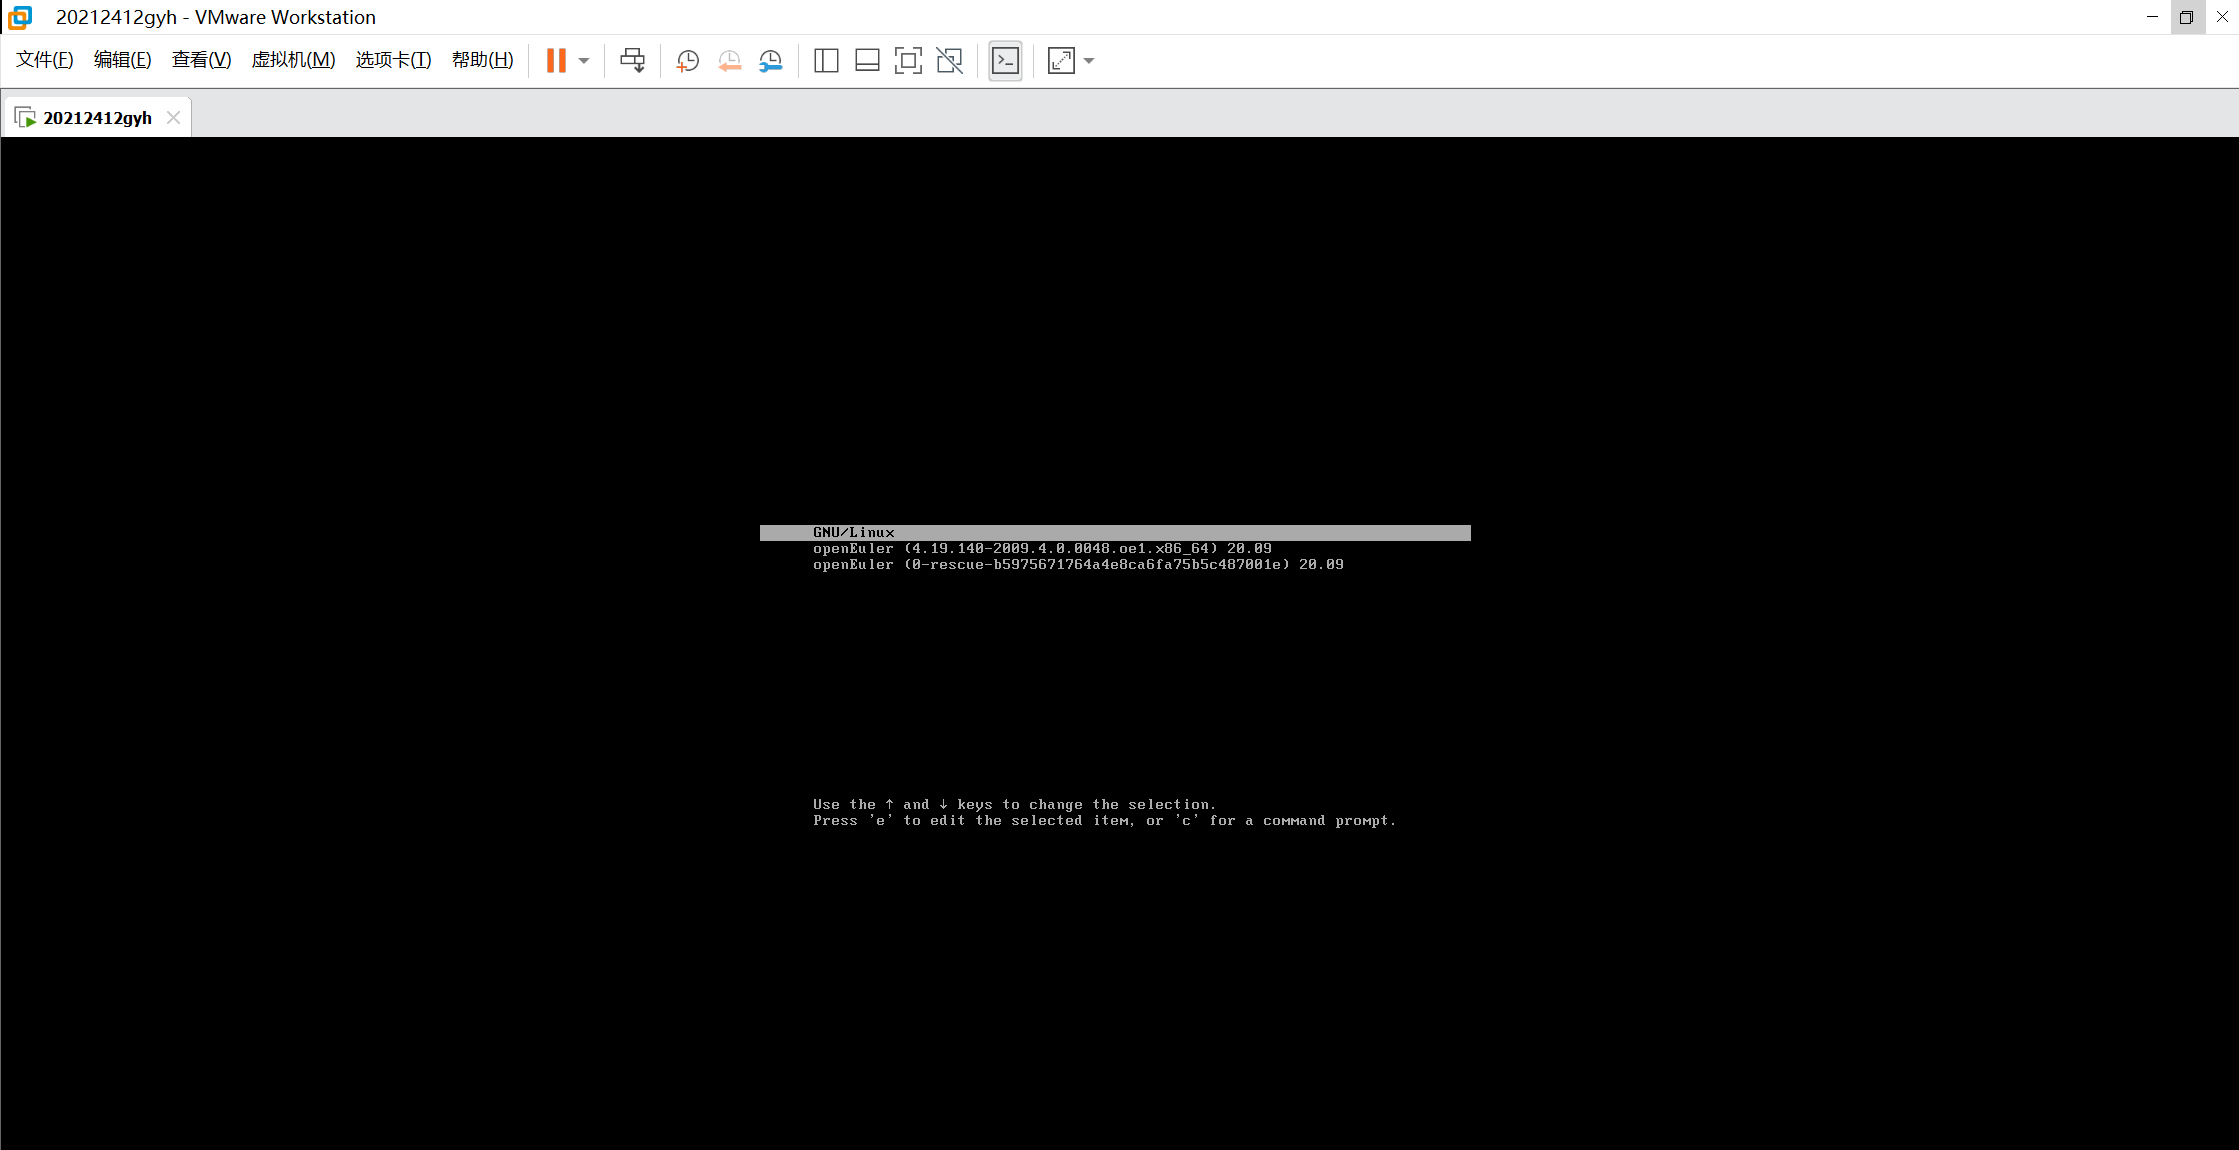 20212412gyh - VMware Workstation
文件(F) 编辑(E) 查看(V) 虚拟机(M) 选项卡(T) 帮助(H)
20212412gyh
GNU/Linux
openEuler (4.19.140-2009.4.0.0048.oe1.x86_64) 20.09
openEuler (0-rescue-b5975671764a4e8ca6fa75b5c487001e) 20.09
Use the ↑ and ↓ keys to change the selection.
Press 'e' to edit the selected item, or 'c' for a command prompt.